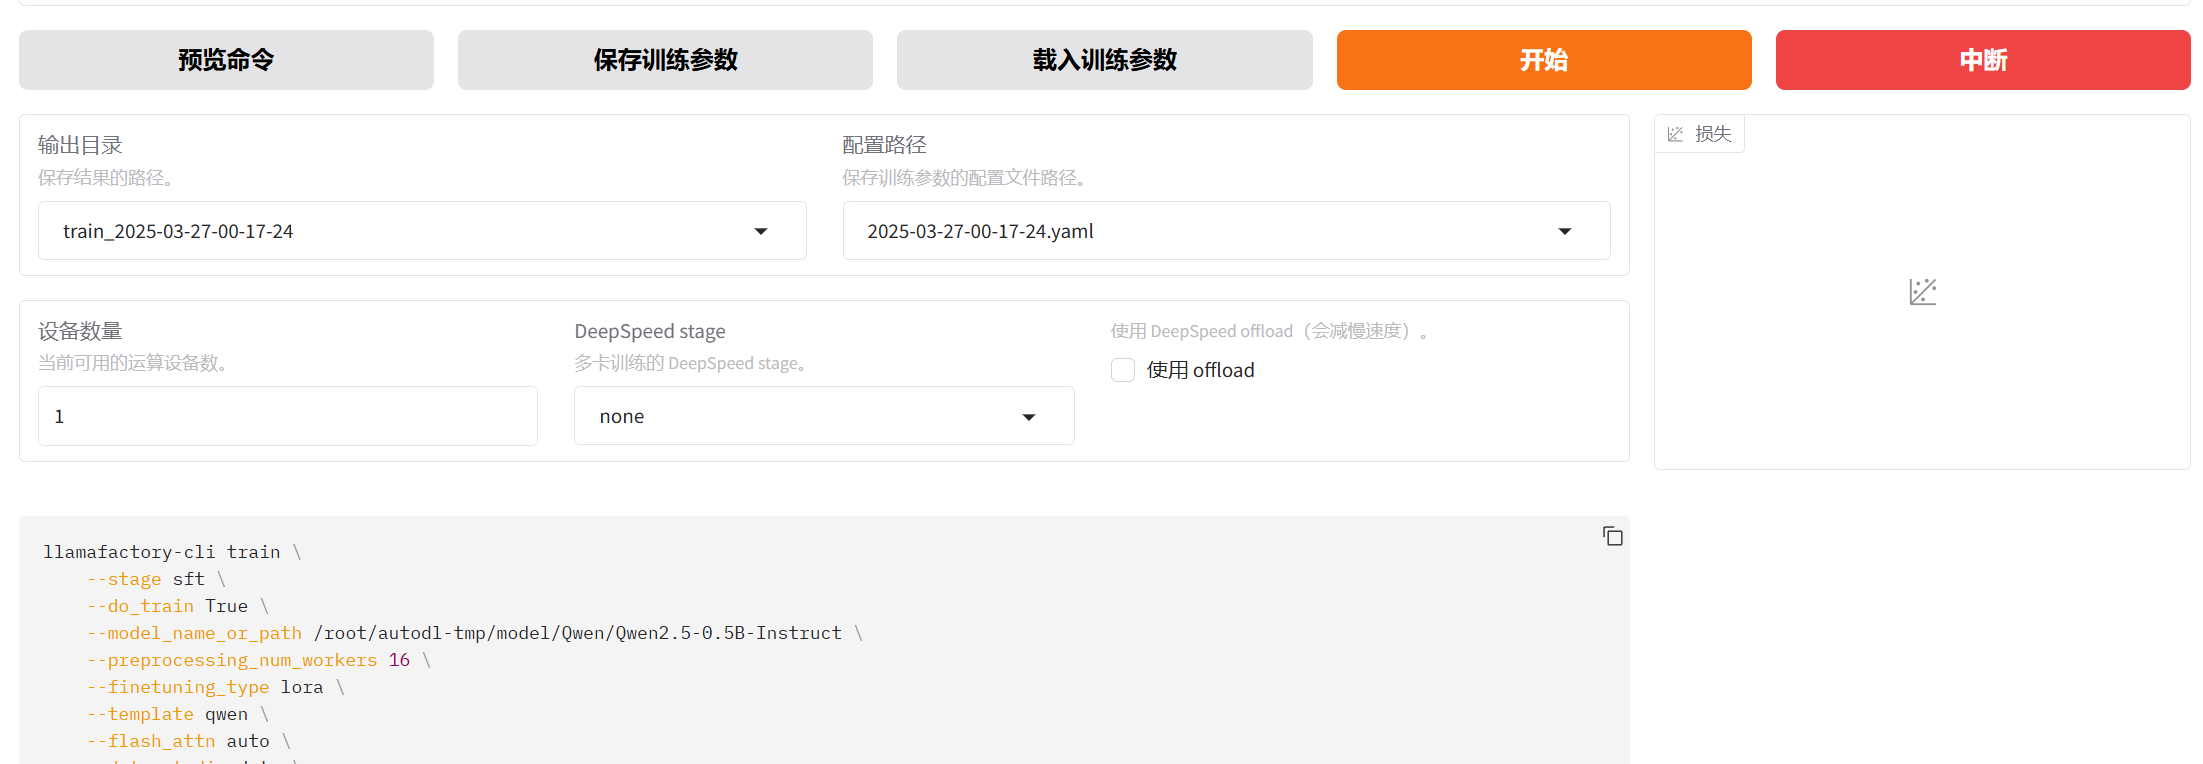 预览命令
保存训练参数
载入训练参数
开始
中断
输出目录
保存结果的路径。
train_2025-03-27-00-17-24
配置路径
保存训练参数的配置文件路径。
2025-03-27-00-17-24.yaml
损失
设备数量
当前可用的运算设备数。
1
DeepSpeed stage
多卡训练的 DeepSpeed stage。
none
使用 DeepSpeed offload（会减慢速度）。
使用 offload
llamafactory-cli train \
--stage sft \
--do_train True \
--model_name_or_path /root/autodl-tmp/model/Qwen/Qwen2.5-0.5B-Instruct \
--preprocessing_num_workers 16 \
--finetuning_type lora \
--template qwen \
--flash_attn auto \